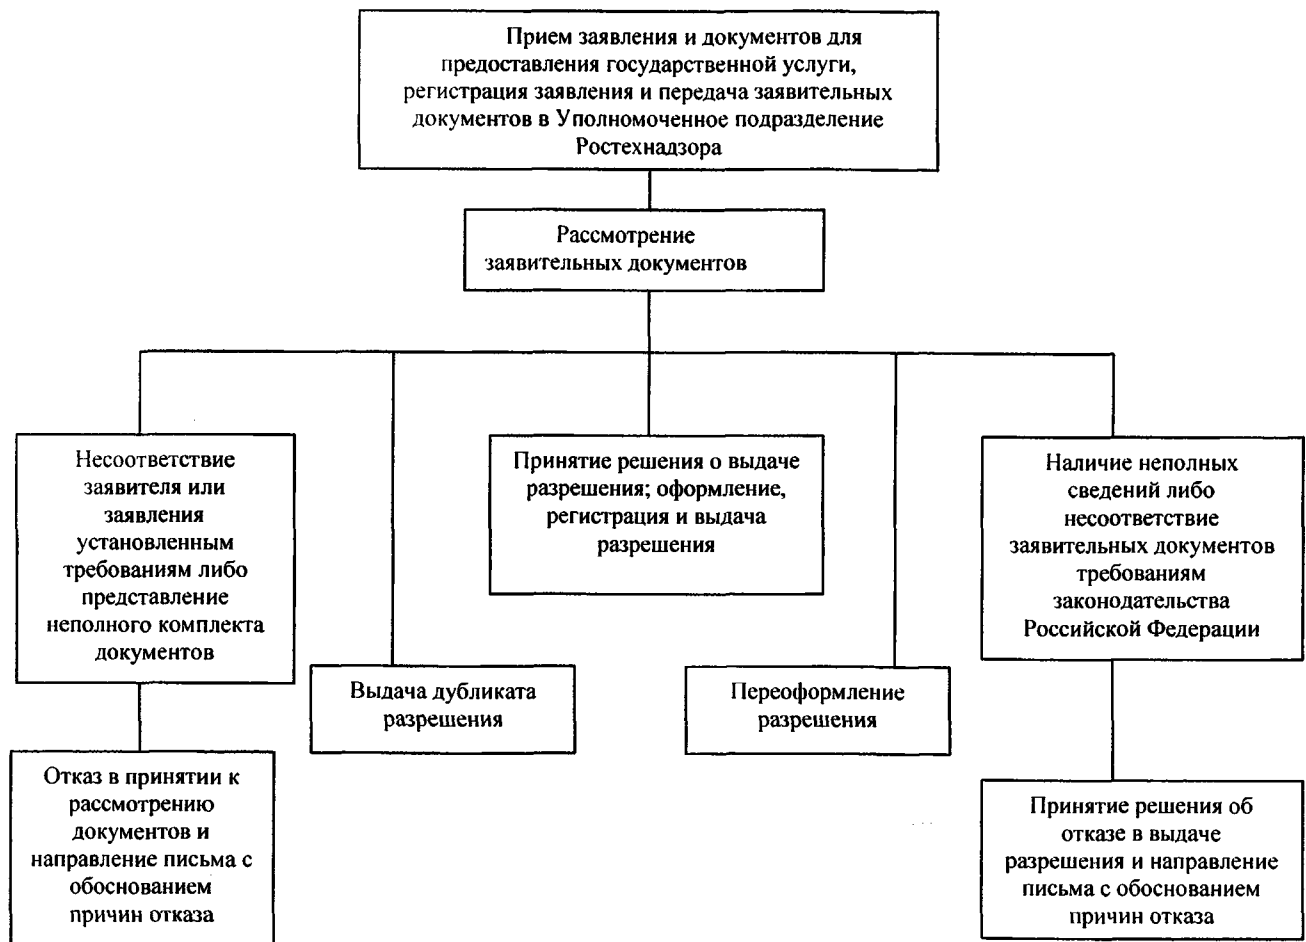 Прием заявления и документов для
предоставления государственной услуги,
регистрация заявления и передача заявительных
документов в Уполномоченное подразделение
Ростехнадзора
Рассмотрение
заявительных документов
Несоответствие
заявителя или
заявления
установленным
требованиям либо
представление
неполного комплекта
документов
Принятие решения о выдаче
разрешения; оформление,
регистрация и выдача
разрешения
Наличие неполных
сведений либо
несоответствие
заявительных документов
требованиям
законодательства
Российской Федерации
Выдача дубликата
разрешения
Переоформление
разрешения
Отказ в принятии к
рассмотрению
документов и
направление письма с
обоснованием
причин отказа
Принятие решения об
отказе в выдаче
разрешения и направление
письма с обоснованием
причин отказа